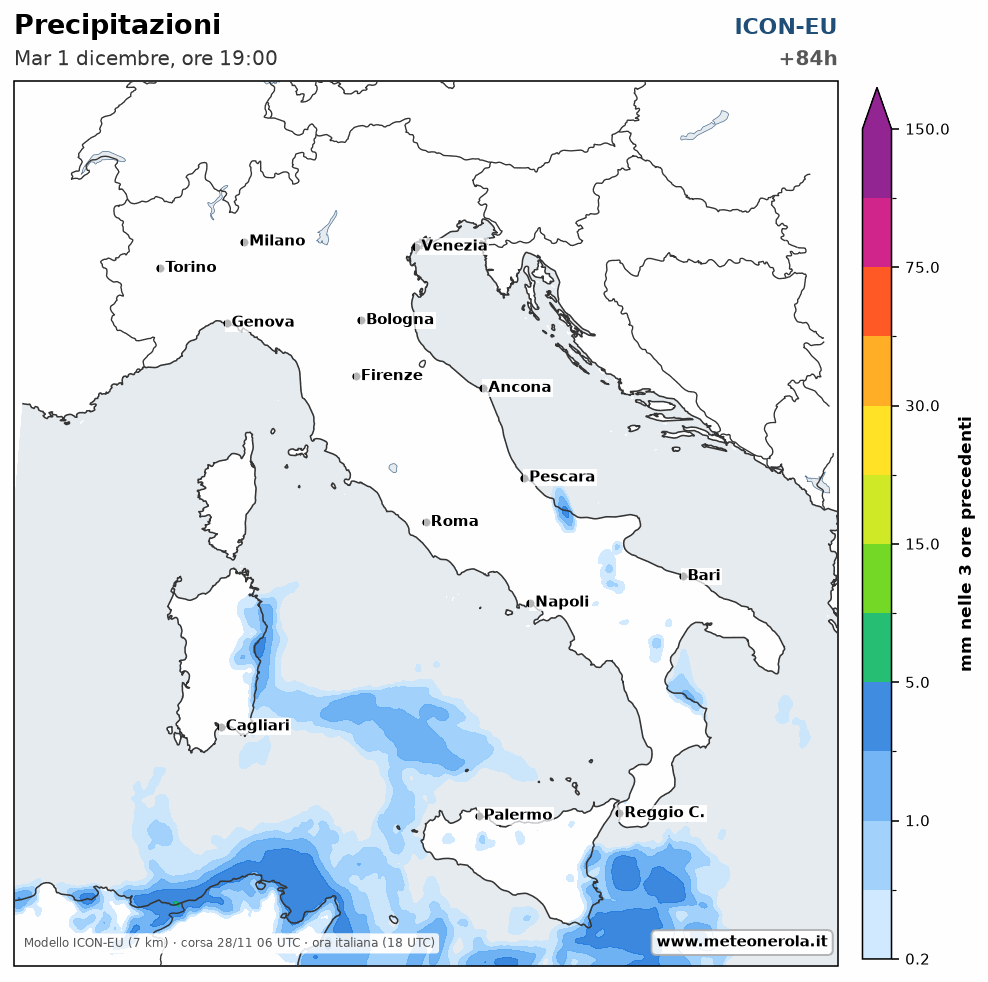 Precipitazioni
ICON-EU
Mar 1 dicembre, ore 19:00
+84h
150.0
75.0
30.0
15.0
5.0
1.0
0.2
mm nelle 3 ore precedenti
Milano
Venezia
Torino
Genova
Bologna
Firenze
Ancona
Pescara
Roma
Bari
Napoli
Cagliari
Palermo
Reggio C.
Modello ICON-EU (7 km) · corsa 28/11 06 UTC · ora italiana (18 UTC)
www.meteonerola.it